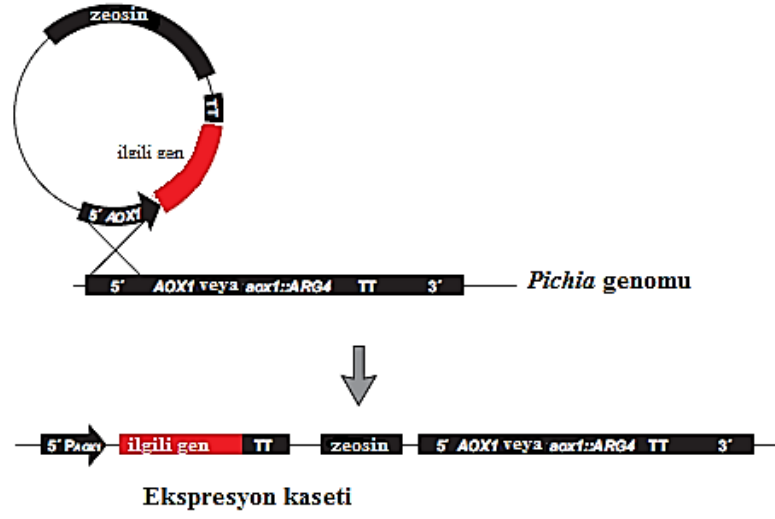 zeosin
TT
ilgili gen
5´ AOX1
5´ AOX1 veya aox1::ARG4 TT 3´
Pichia genomu
5´ PAOX1 ilgili gen TT zeosin 5´ AOX1 veya aox1::ARG4 TT 3´
Ekspresyon kaseti